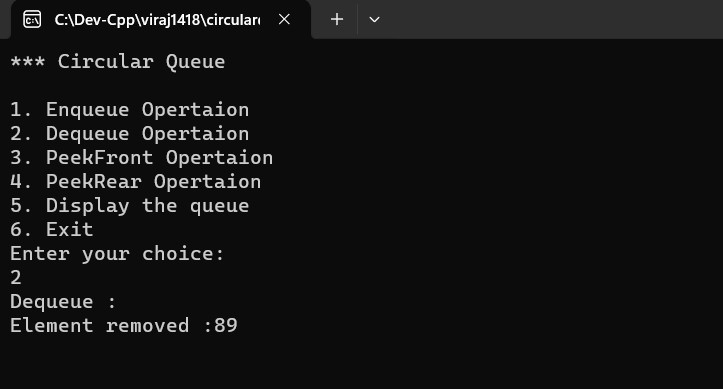 C:\Dev-Cpp\viraj1418\circular
*** Circular Queue
1. Enqueue Opertaion
2. Dequeue Opertaion
3. PeekFront Opertaion
4. PeekRear Opertaion
5. Display the queue
6. Exit
Enter your choice:
2
Dequeue :
Element removed :89